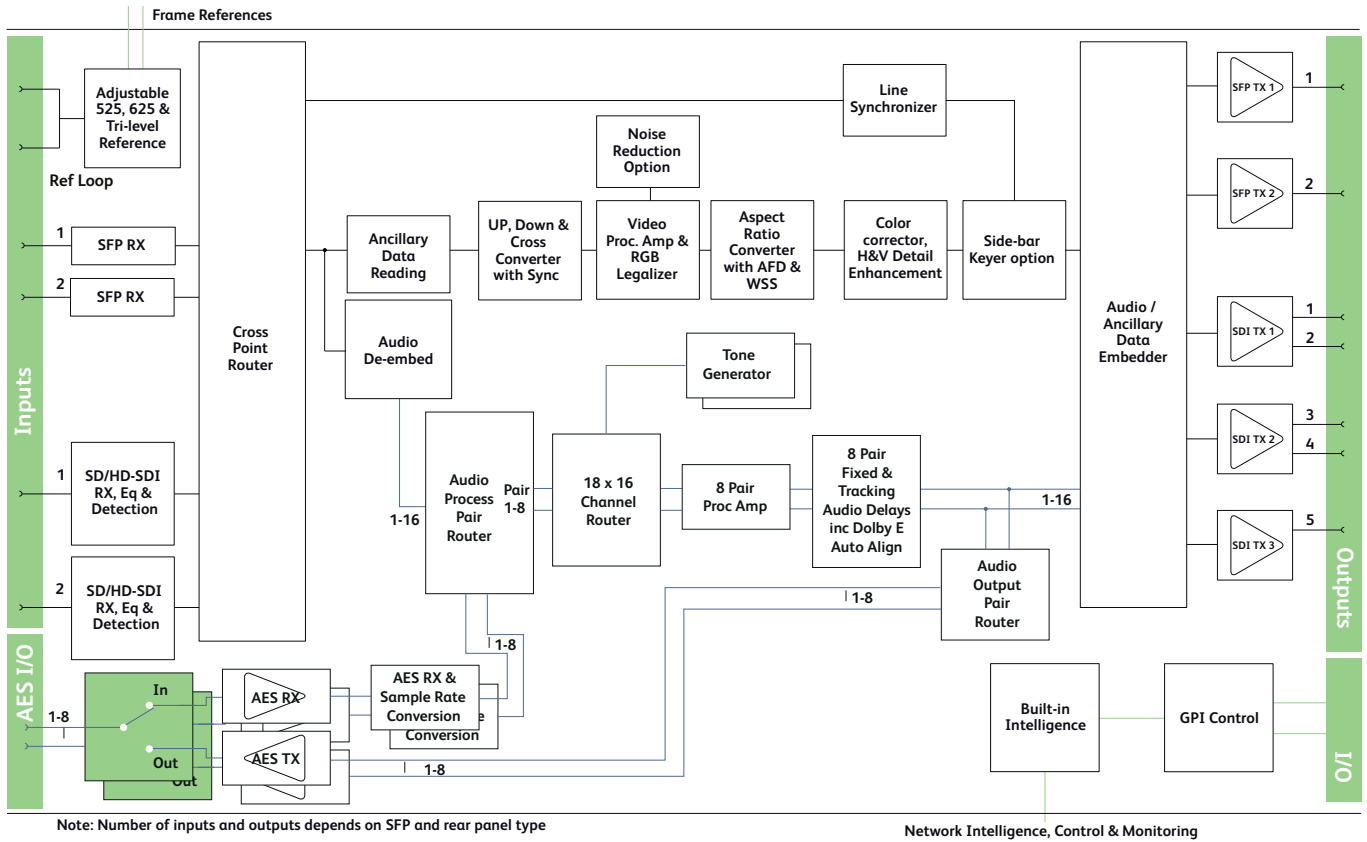 Frame References
Adjustable
525, 625 &
Tri-level
Reference
Ref Loop
Inputs
1
SFP RX
2
SFP RX
1
SD/HD-SDI
RX, Eq &
Detection
2
SD/HD-SDI
RX, Eq &
Detection
Cross
Point
Router
Line
Synchronizer
Noise
Reduction
Option
Ancillary
Data
Reading
UP, Down &
Cross
Converter
with Sync
Video
Proc. Amp &
RGB
Legalizer
Aspect
Ratio
Converter
with AFD &
WSS
Color
corrector,
H&V Detail
Enhancement
Side-bar
Keyer option
Audio
De-embed
Tone
Generator
1-16
Audio
Process
Pair
Router
Pair
1-8
18 x 16
Channel
Router
8 Pair
Proc Amp
8 Pair
Fixed &
Tracking
Audio Delays
inc Dolby E
Auto Align
1-16
Audio
Output
Pair
Router
1-8
1-8
Audio /
Ancillary
Data
Embedder
SFP TX 1
1
SFP TX 2
2
SDI TX 1
1
2
SDI TX 2
3
4
SDI TX 3
5
Outputs
AES I/O
1-8
In
Out
Out
AES RX
AES TX
AES RX &
Sample Rate
Conversion
e
Conversion
1-8
Built-in
Intelligence
GPI Control
I/O
Note: Number of inputs and outputs depends on SFP and rear panel type
Network Intelligence, Control & Monitoring